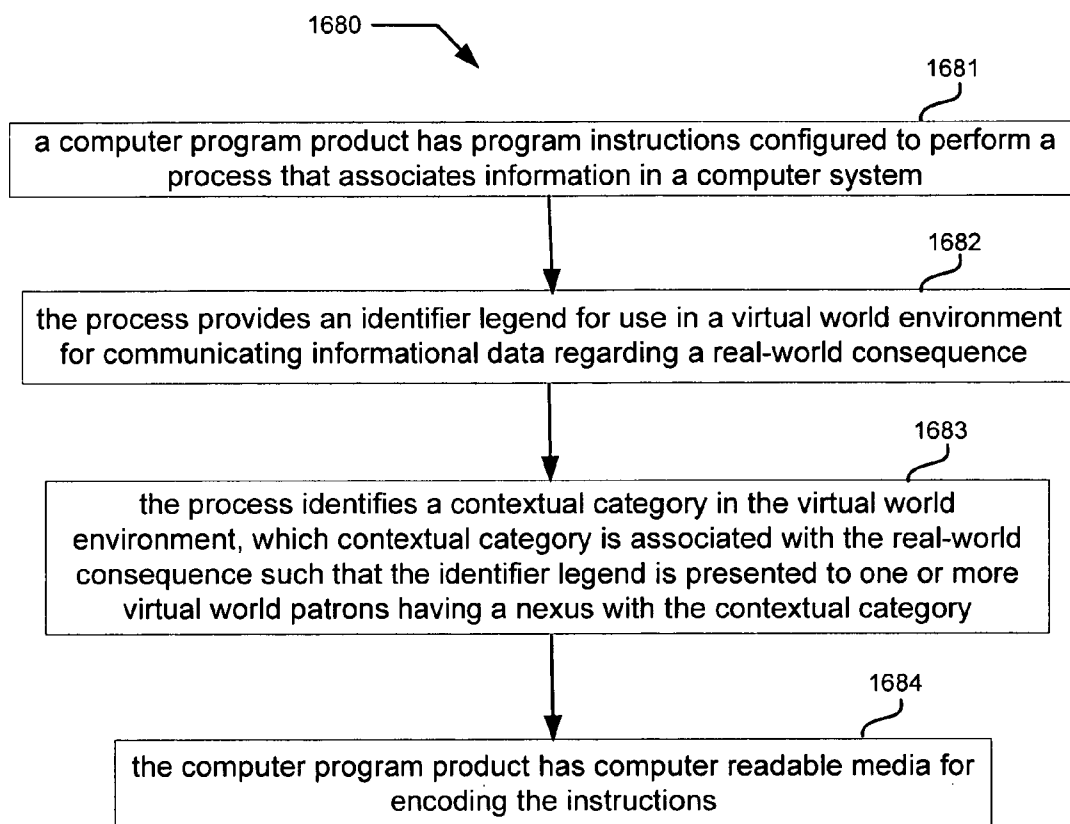 1680
1681
a computer program product has program instructions configured to perform a
process that associates information in a computer system
1682
the process provides an identifier legend for use in a virtual world environment
for communicating informational data regarding a real-world consequence
1683
the process identifies a contextual category in the virtual world
environment, which contextual category is associated with the real-world
consequence such that the identifier legend is presented to one or more
virtual world patrons having a nexus with the contextual category
1684
the computer program product has computer readable media for
encoding the instructions